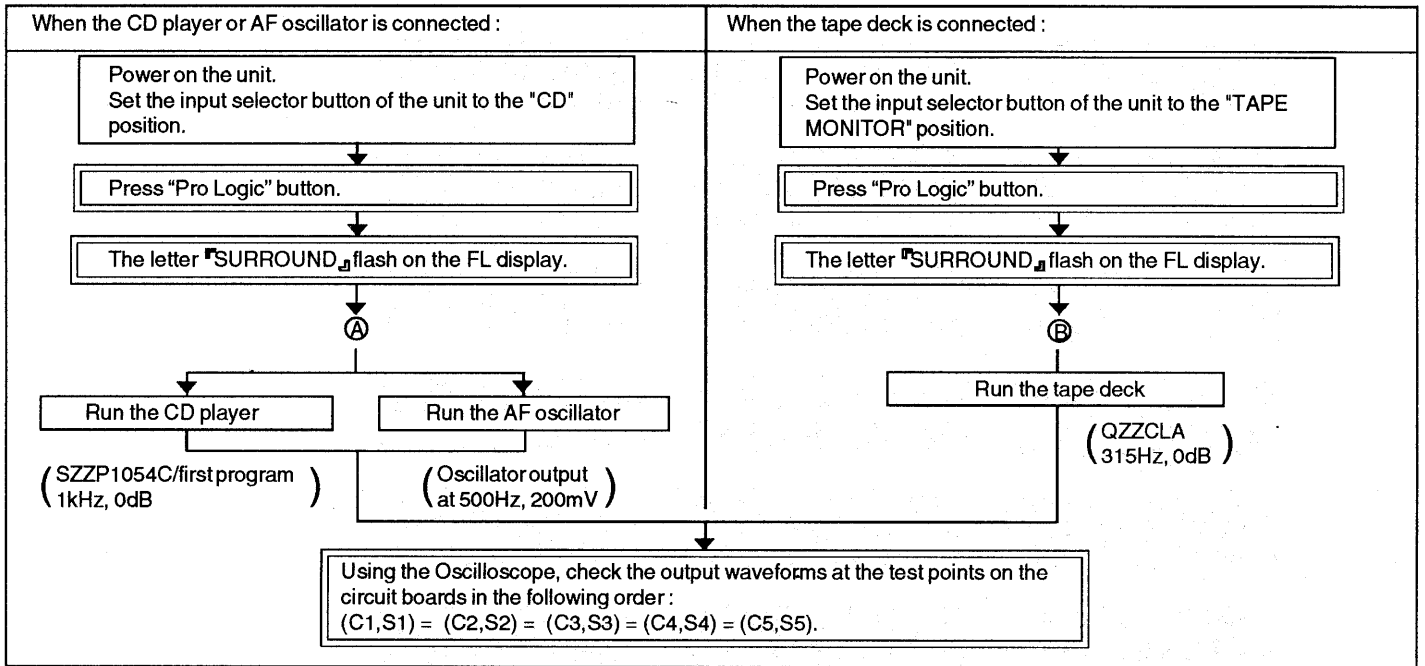 When the CD player or AF oscillator is connected :
Power on the unit.
Set the input selector button of the unit to the "CD"
position.
Press “Pro Logic” button.
The letter『SURROUND』flash on the FL display.
Ⓐ
Run the CD player
Run the AF oscillator
(SZZP1054C/first program
1kHz, 0dB)
(Oscillator output
at 500Hz, 200mV)
When the tape deck is connected :
Power on the unit.
Set the input selector button of the unit to the "TAPE
MONITOR" position.
Press “Pro Logic” button.
The letter『SURROUND』flash on the FL display.
Ⓑ
Run the tape deck
(QZZCLA
315Hz, 0dB)
Using the Oscilloscope, check the output waveforms at the test points on the
circuit boards in the following order :
(C1,S1) = (C2,S2) = (C3,S3) = (C4,S4) = (C5,S5).